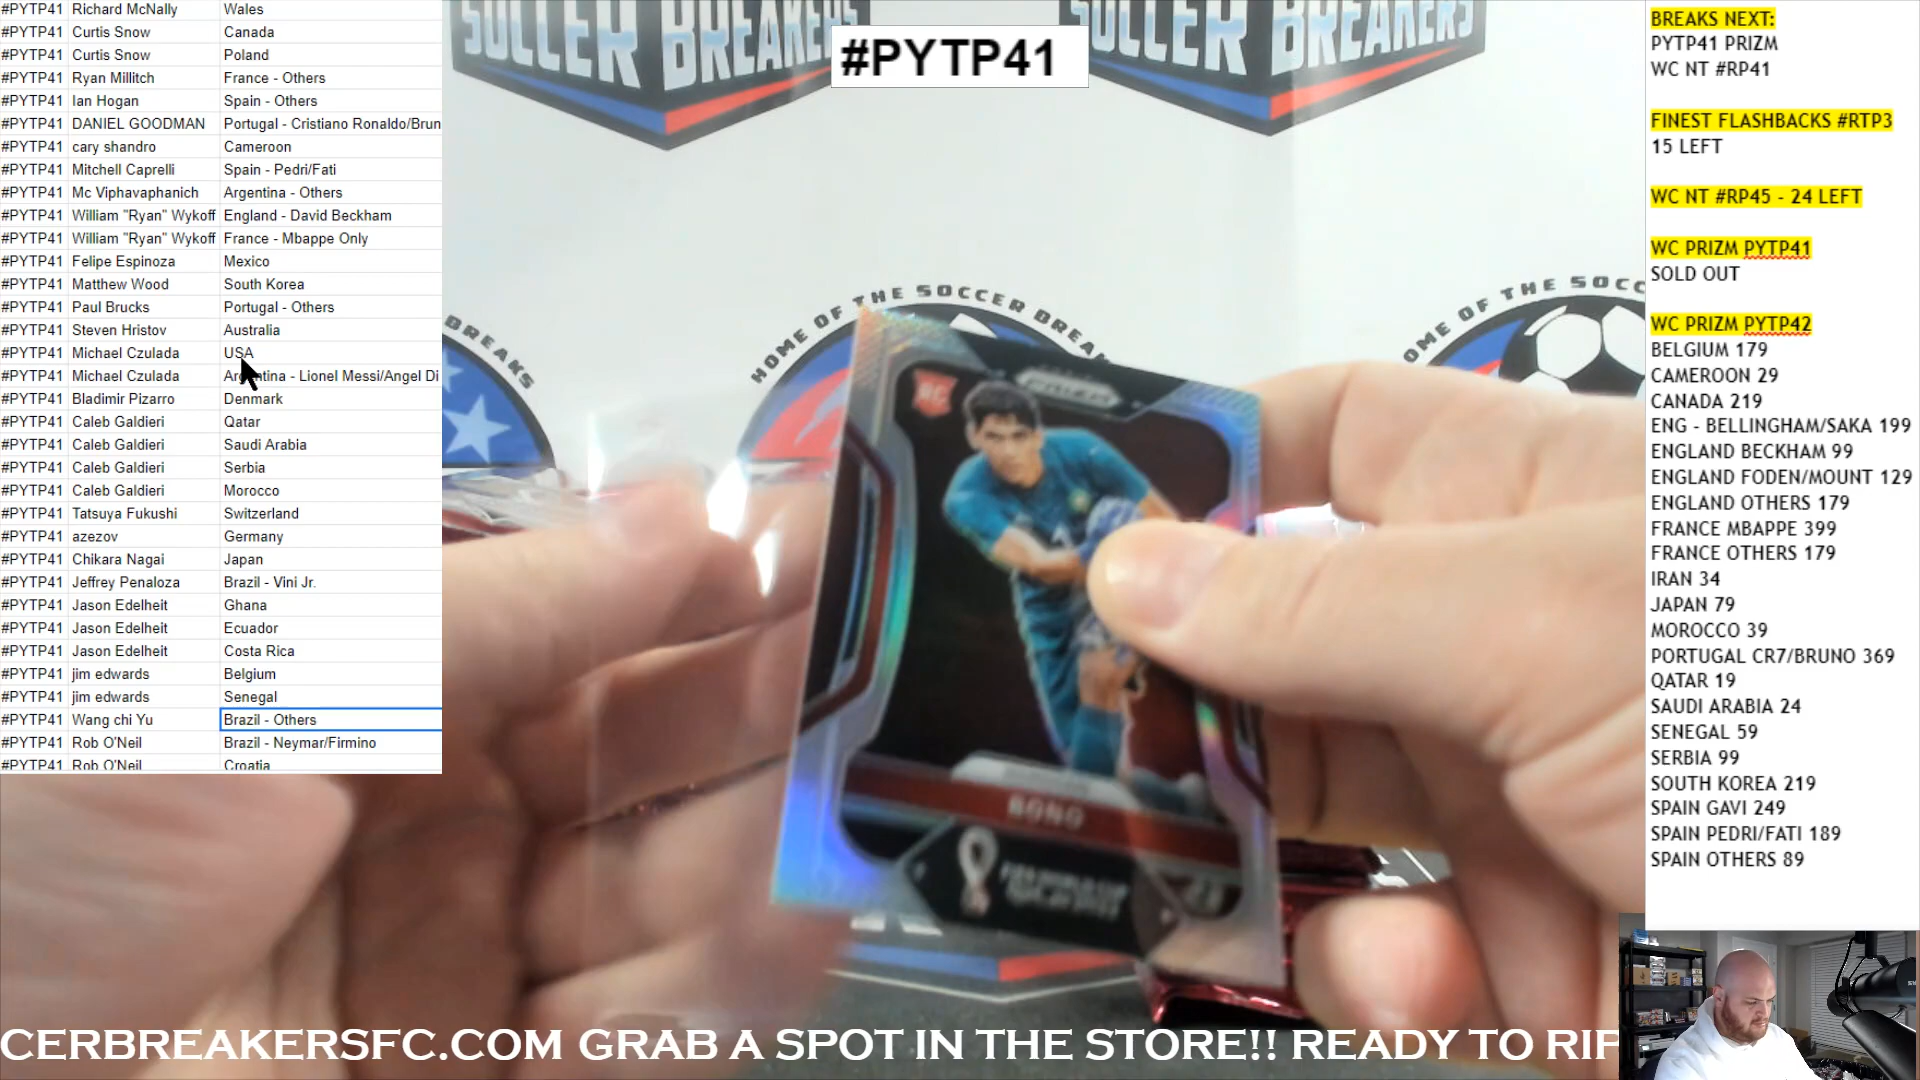 #PYTP41 Richard McNally Wales
#PYTP41 Curtis Snow Canada
#PYTP41 Curtis Snow Poland
#PYTP41 Ryan Millitch France - Others
#PYTP41 Ian Hogan Spain - Others
#PYTP41 DANIEL GOODMAN Portugal - Cristiano Ronaldo/Brun
#PYTP41 cary shandro Cameroon
#PYTP41 Mitchell Caprelli Spain - Pedri/Fati
#PYTP41 Mc Viphavaphanich Argentina - Others
#PYTP41 William "Ryan" Wykoff England - David Beckham
#PYTP41 William "Ryan" Wykoff France - Mbappe Only
#PYTP41 Felipe Espinoza Mexico
#PYTP41 Matthew Wood South Korea
#PYTP41 Paul Brucks Portugal - Others
#PYTP41 Steven Hristov Australia
#PYTP41 Michael Czulada USA
#PYTP41 Michael Czulada Argentina - Lionel Messi/Angel Di
#PYTP41 Bladimir Pizarro Denmark
#PYTP41 Caleb Galdieri Qatar
#PYTP41 Caleb Galdieri Saudi Arabia
#PYTP41 Caleb Galdieri Serbia
#PYTP41 Caleb Galdieri Morocco
#PYTP41 Tatsuya Fukushi Switzerland
#PYTP41 azezov Germany
#PYTP41 Chikara Nagai Japan
#PYTP41 Jeffrey Penaloza Brazil - Vini Jr.
#PYTP41 Jason Edelheit Ghana
#PYTP41 Jason Edelheit Ecuador
#PYTP41 Jason Edelheit Costa Rica
#PYTP41 jim edwards Belgium
#PYTP41 jim edwards Senegal
#PYTP41 Wang chi Yu Brazil - Others
#PYTP41 Rob O'Neil Brazil - Neymar/Firmino
#PYTP41 Rob O'Neil Croatia
SOCCER BREAKERS
SOCCER BREAKERS
#PYTP41
BREAKS
HOME OF THE SOCCER BREA
OME OF THE SOCC
RC
PRIZM
BONO
BREAKS NEXT:
PYTP41 PRIZM
WC NT #RP41
FINEST FLASHBACKS #RTP3
15 LEFT
WC NT #RP45 - 24 LEFT
WC PRIZM PYTP41
SOLD OUT
WC PRIZM PYTP42
BELGIUM 179
CAMEROON 29
CANADA 219
ENG - BELLINGHAM/SAKA 199
ENGLAND BECKHAM 99
ENGLAND FODEN/MOUNT 129
ENGLAND OTHERS 179
FRANCE MBAPPE 399
FRANCE OTHERS 179
IRAN 34
JAPAN 79
MOROCCO 39
PORTUGAL CR7/BRUNO 369
QATAR 19
SAUDI ARABIA 24
SENEGAL 59
SERBIA 99
SOUTH KOREA 219
SPAIN GAVI 249
SPAIN PEDRI/FATI 189
SPAIN OTHERS 89
CERBREAKERSFC.COM GRAB A SPOT IN THE STORE!! READY TO RIP